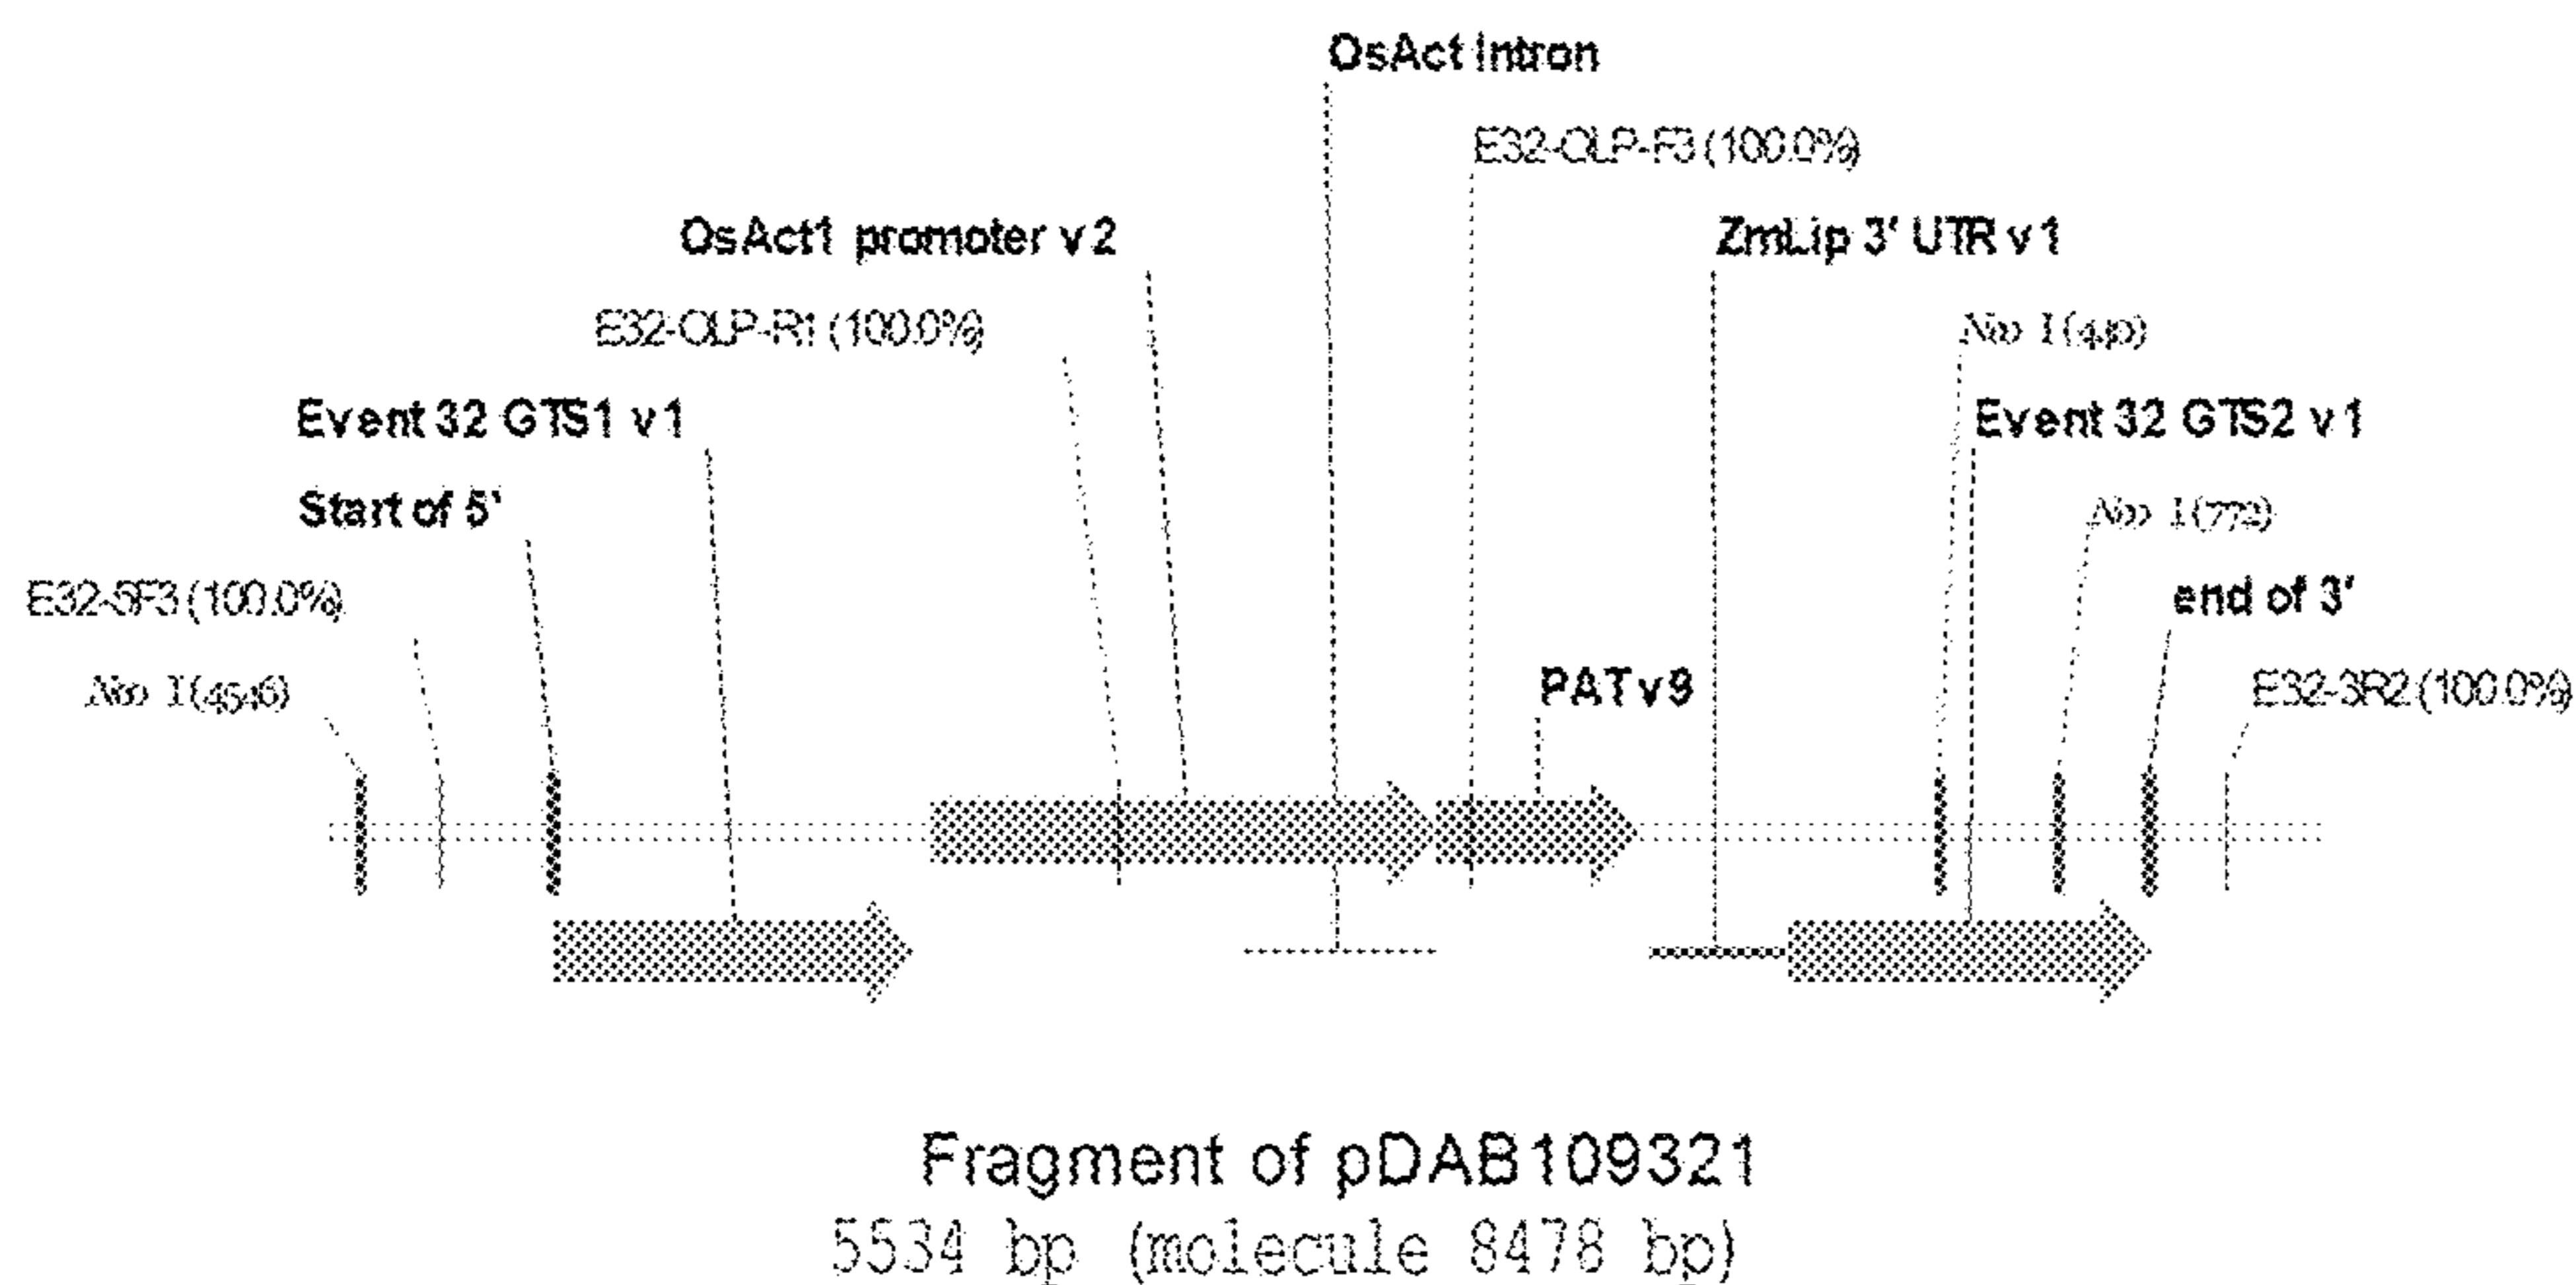 OsAct intron
E32-OLP-F3 (100.0%)
OsAct1 promoter v2
ZmLip 3' UTR v1
E32-OLP-R1 (100.0%)
I
Event 32 GTS1 v1
Event 32 GTS2 v1
Start of 5'
I (772)
E32-5F3 (100.0%)
end of 3'
PAT v9
I (4546)
E32-3R2 (100.0%)
Fragment of pDAB109321
5534 bp (molecule 8478 bp)